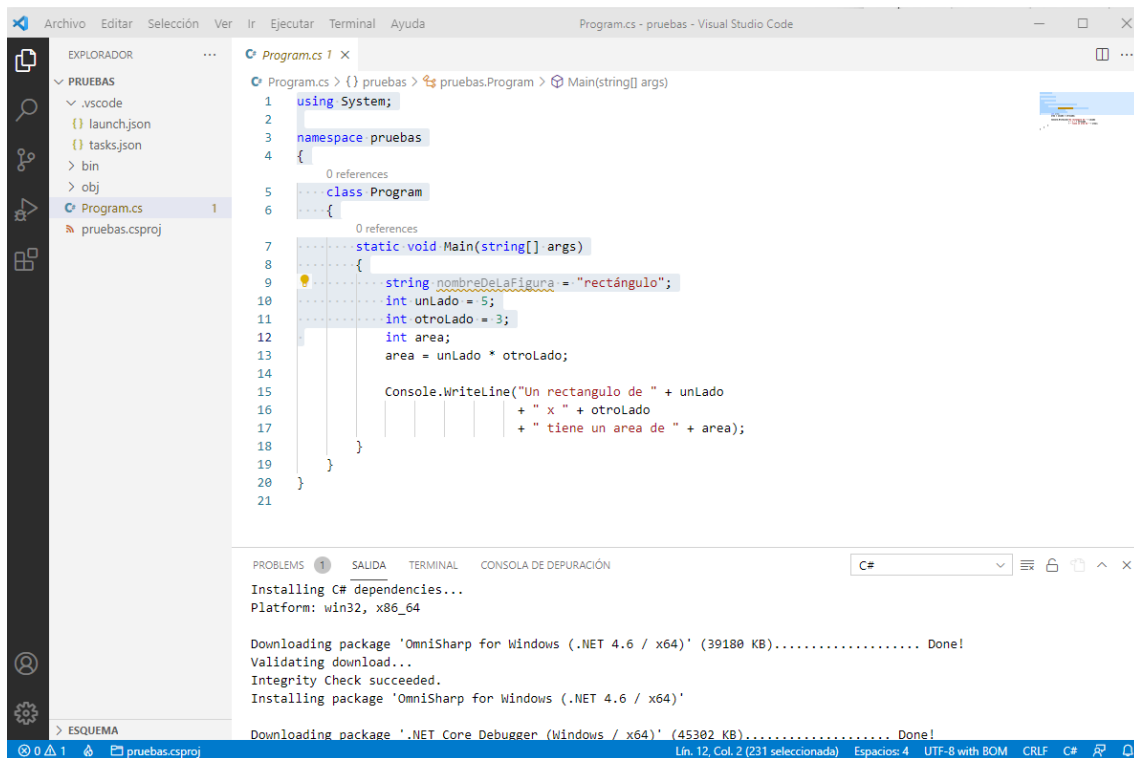 Archivo Editar Selección Ver Ir Ejecutar Terminal Ayuda Program.cs - pruebas - Visual Studio Code
EXPLORADOR
PRUEBAS
.vscode
{} launch.json
{} tasks.json
> bin
> obj
C# Program.cs 1
pruebas.csproj
> ESQUEMA
C# Program.cs 1 ×
C# Program.cs > {} pruebas > pruebas.Program > Main(string[] args)
1 using System;
2
3 namespace pruebas
4 {
0 references
5 class Program
6 {
0 references
7 static void Main(string[] args)
8 {
9 string nombreDeLaFigura = "rectángulo";
10 int unLado = 5;
11 int otroLado = 3;
12 int area;
13 area = unLado * otroLado;
14
15 Console.WriteLine("Un rectangulo de " + unLado
16 + " x " + otroLado
17 + " tiene un area de " + area);
18 }
19 }
20 }
21
PROBLEMS 1 SALIDA TERMINAL CONSOLA DE DEPURACIÓN C#
Installing C# dependencies...
Platform: win32, x86_64
Downloading package 'OmniSharp for Windows (.NET 4.6 / x64)' (39180 KB).................... Done!
Validating download...
Integrity Check succeeded.
Installing package 'OmniSharp for Windows (.NET 4.6 / x64)'
Downloading package '.NET Core Debugger (Windows / x64)' (45302 KB).................... Done!
0 1 pruebas.csproj Lín. 12, Col. 2 (231 seleccionada) Espacios: 4 UTF-8 with BOM CRLF C#